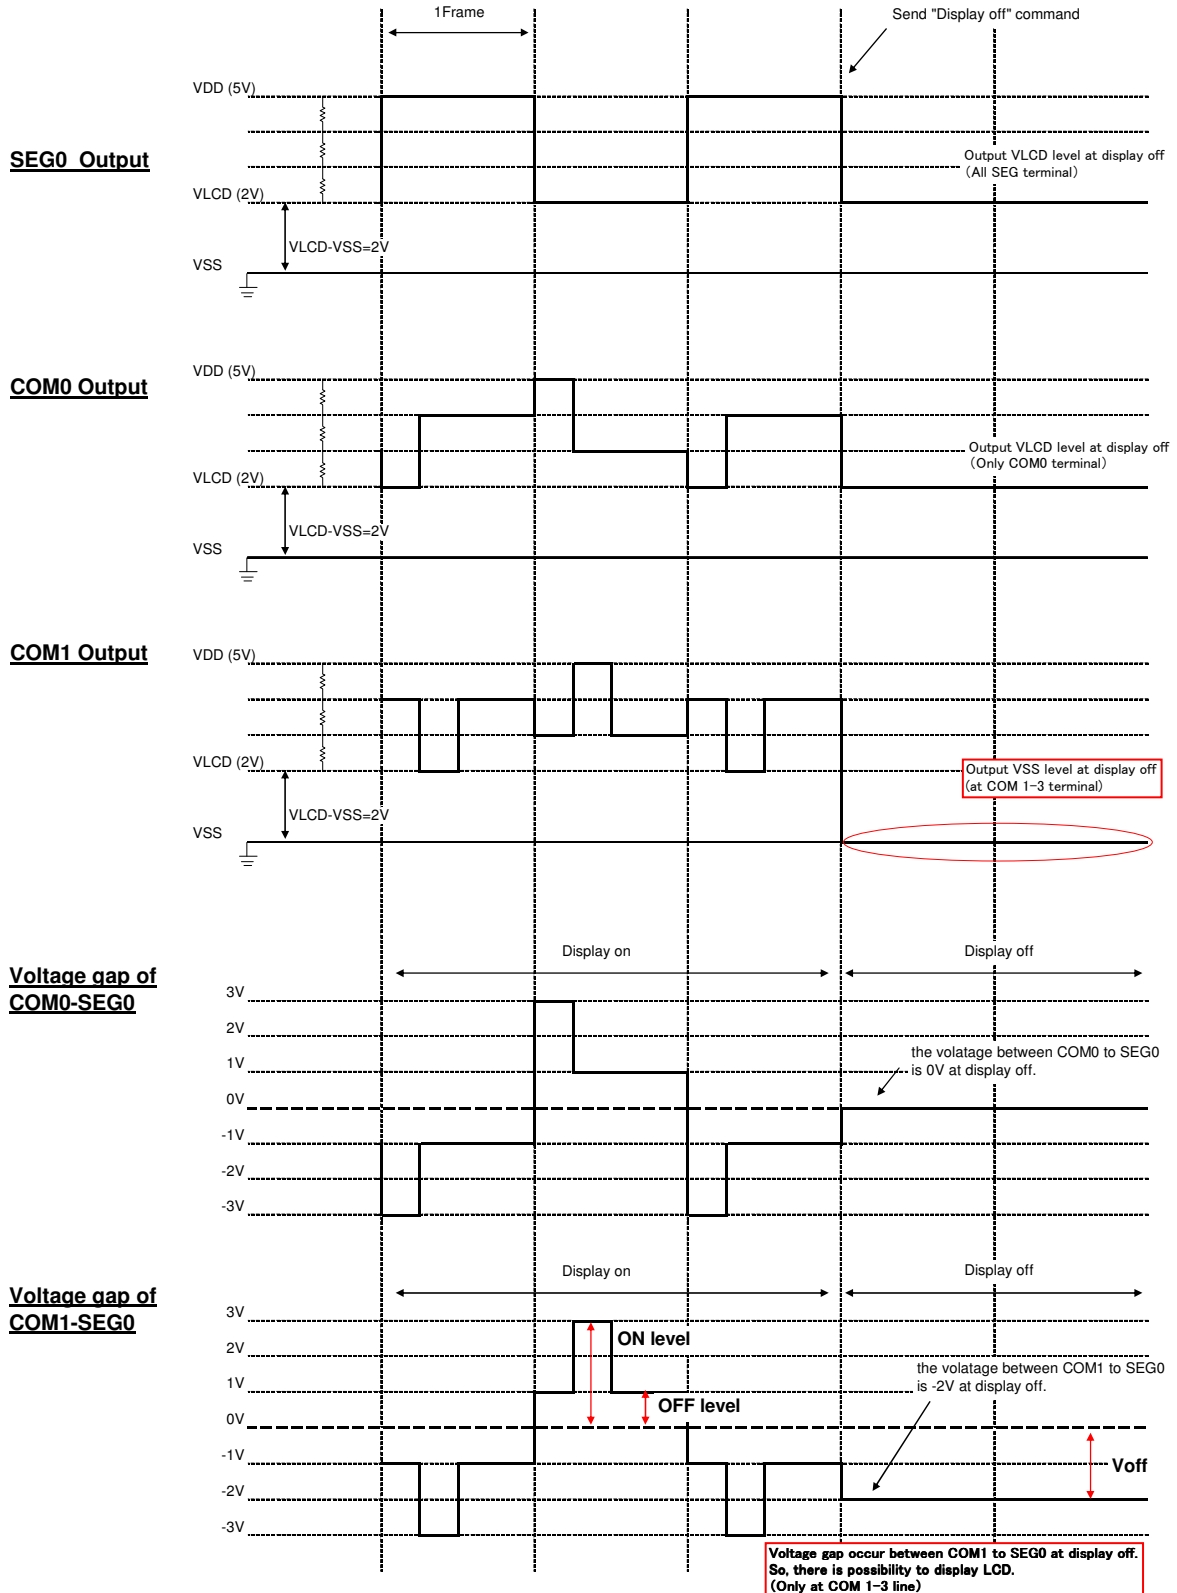 1Frame
Send "Display off" command
VDD (5V)
SEG0  Output
Output VLCD level at display off
(All SEG terminal)
VLCD (2V)
VLCD-VSS=2V
VSS
VDD (5V)
COM0 Output
Output VLCD level at display off
(Only COM0 terminal)
VLCD (2V)
VLCD-VSS=2V
VSS
COM1 Output
VDD (5V)
VLCD (2V)
Output VSS level at display off
(at COM 1-3 terminal)
VLCD-VSS=2V
VSS
Display on
Display off
Voltage gap of
COM0-SEG0
3V
2V
1V
the volatage between COM0 to SEG0
is 0V at display off.
0V
-1V
-2V
-3V
Display on
Display off
Voltage gap of
COM1-SEG0
3V
ON level
2V
the volatage between COM1 to SEG0
is -2V at display off.
1V
OFF level
0V
-1V
Voff
-2V
-3V
Voltage gap occur between COM1 to SEG0 at display off.
So, there is possibility to display LCD.
(Only at COM 1-3 line)